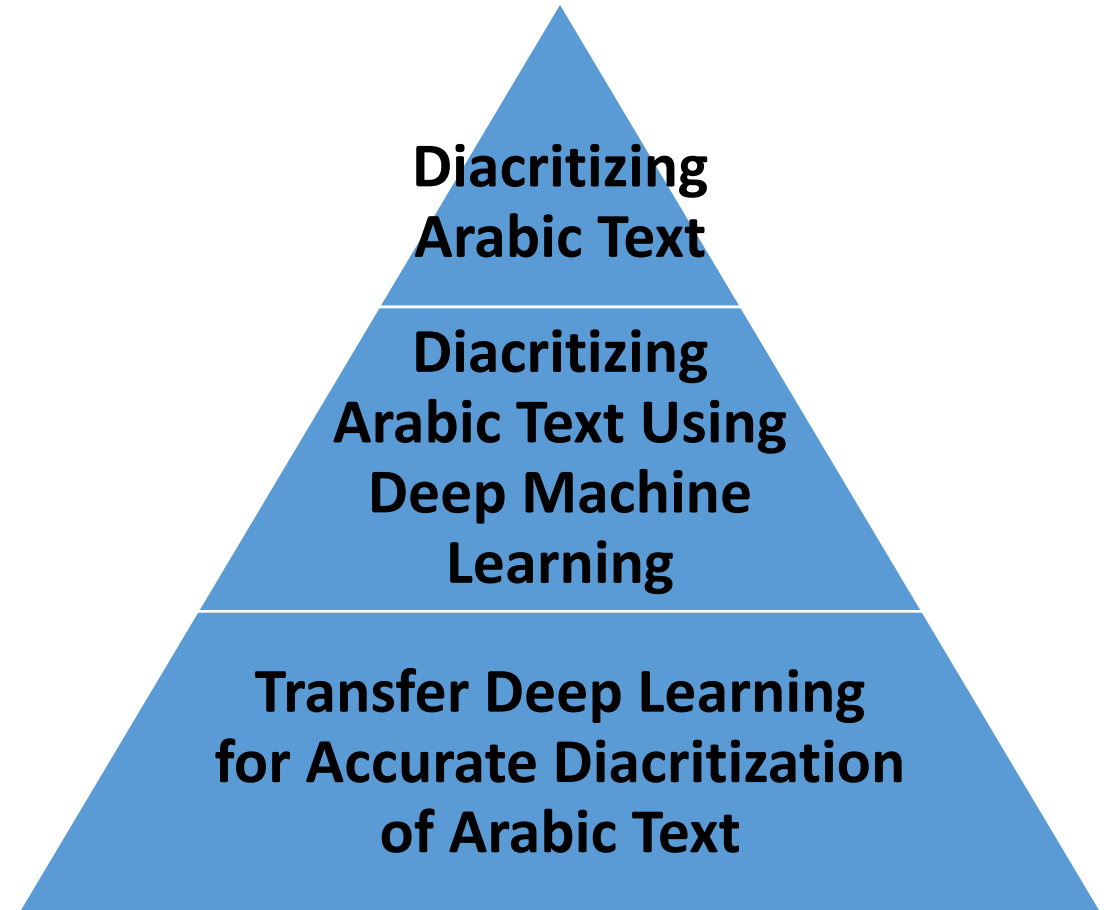 Diacritizing
Arabic Text
Diacritizing
Arabic Text Using
Deep Machine
Learning
Transfer Deep Learning
for Accurate Diacritization
of Arabic Text